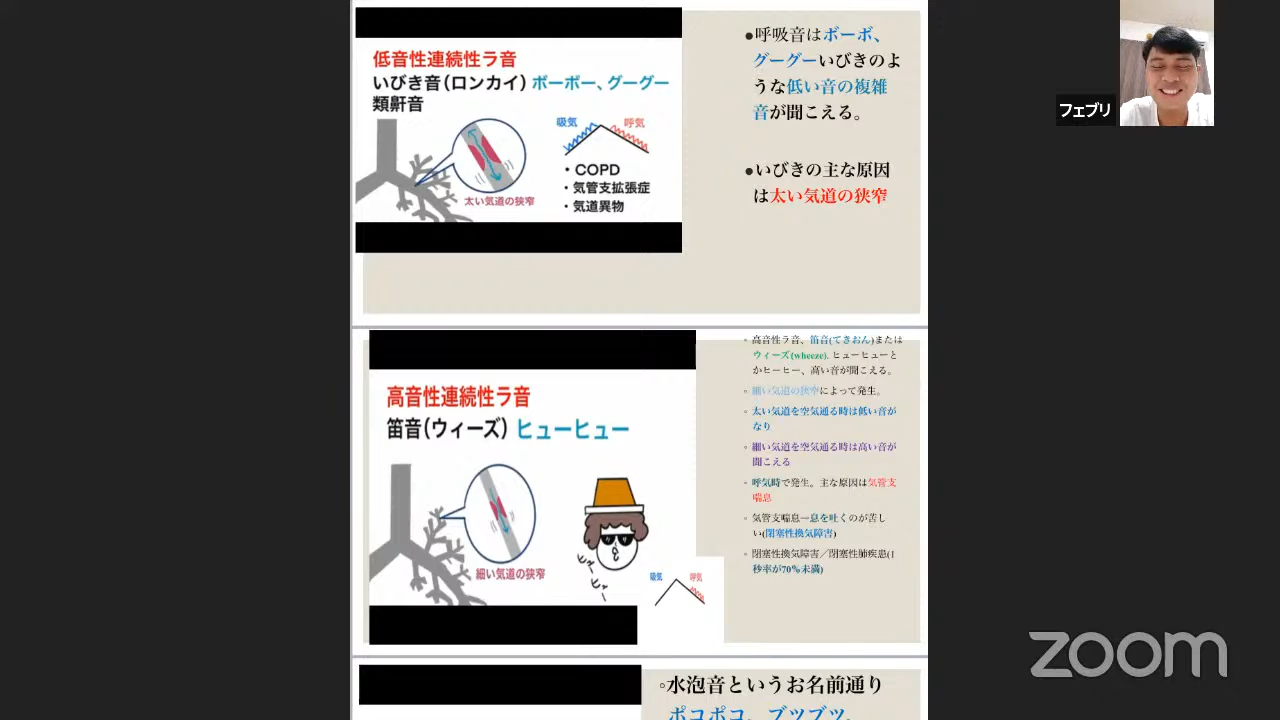 低音性連続性ラ音
いびき音(ロンカイ) ボーボー、グーグー
類鼾音
吸気
呼気
太い気道の狭窄
・COPD
・気管支拡張症
・気道異物
●呼吸音はボーボ、
グーグーいびきのよ
うな低い音の複雑
音が聞こえる。
●いびきの主な原因
は太い気道の狭窄
フェブリ
高音性連続性ラ音
笛音(ウィーズ) ヒューヒュー
細い気道の狭窄
ヒューヒュー
吸気
呼気
◦ 高音性ラ音、笛音(てきおん)または
ウィーズ(wheeze). ヒューヒューと
かヒーヒー、高い音が聞こえる。
◦ 細い気道の狭窄によって発生。
◦ 太い気道を空気通る時は低い音が
なり
◦ 細い気道を空気通る時は高い音が
聞こえる
◦ 呼気時で発生。主な原因は気管支
喘息
◦ 気管支喘息—息を吐くのが苦し
い(閉塞性換気障害)
◦ 閉塞性換気障害／閉塞性肺疾患(1
秒率が70%未満)
◦水泡音というお名前通り
ポコポコ、ブツブツ、
zoom